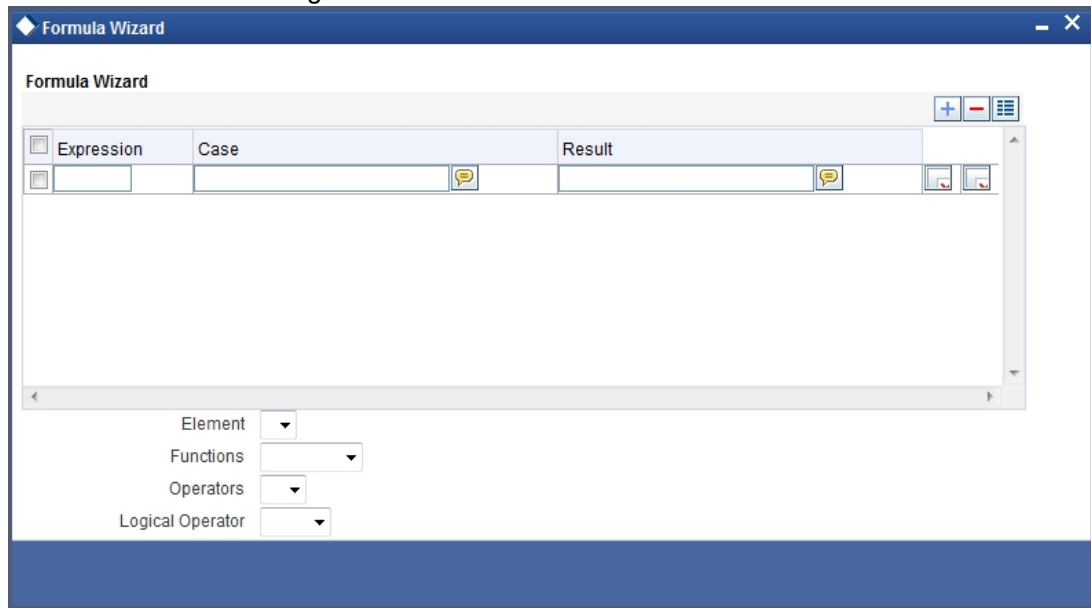 Formula Wizard
Formula Wizard
Expression Case Result
Element
Functions
Operators
Logical Operator